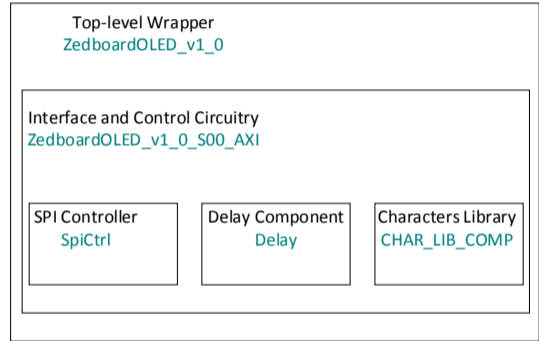 Top-level Wrapper
ZedboardOLED_v1_0
Interface and Control Circuitry
ZedboardOLED_v1_0_S00_AXI
SPI Controller
SpiCtrl
Delay Component
Delay
Characters Library
CHAR_LIB_COMP